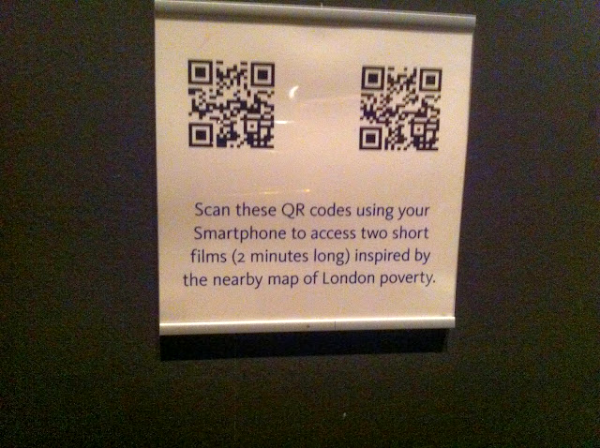 Scan these QR codes using your
Smartphone to access two short
films (2 minutes long) inspired by
the nearby map of London poverty.